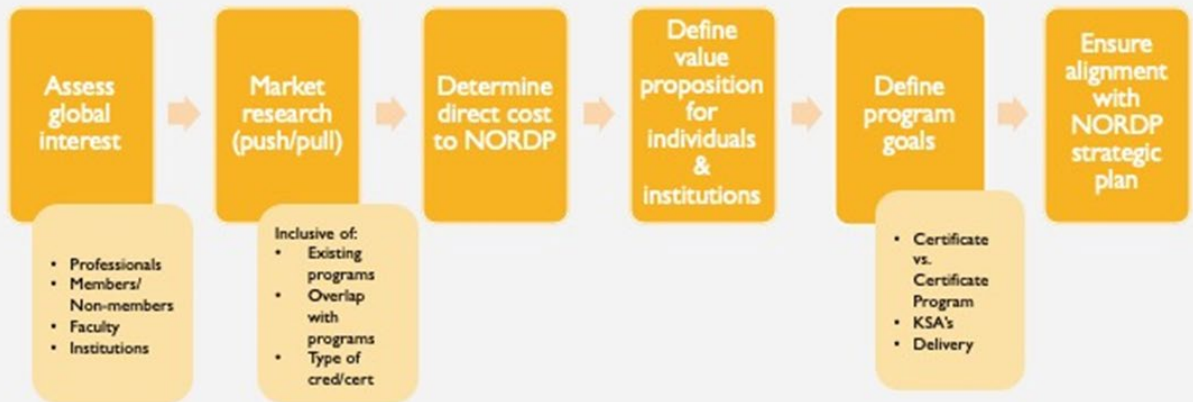 Assess
global
interest
Market
research
(push/pull)
Determine
direct cost
to NORDP
Define
value
proposition
for
individuals
&
institutions
Define
program
goals
Ensure
alignment
with
NORDP
strategic
plan
• Professionals
• Members/
Non-members
• Faculty
• Institutions
Inclusive of:
• Existing
programs
• Overlap
with
programs
• Type of
cred/cert
• Certificate
vs.
Certificate
Program
• KSA's
• Delivery